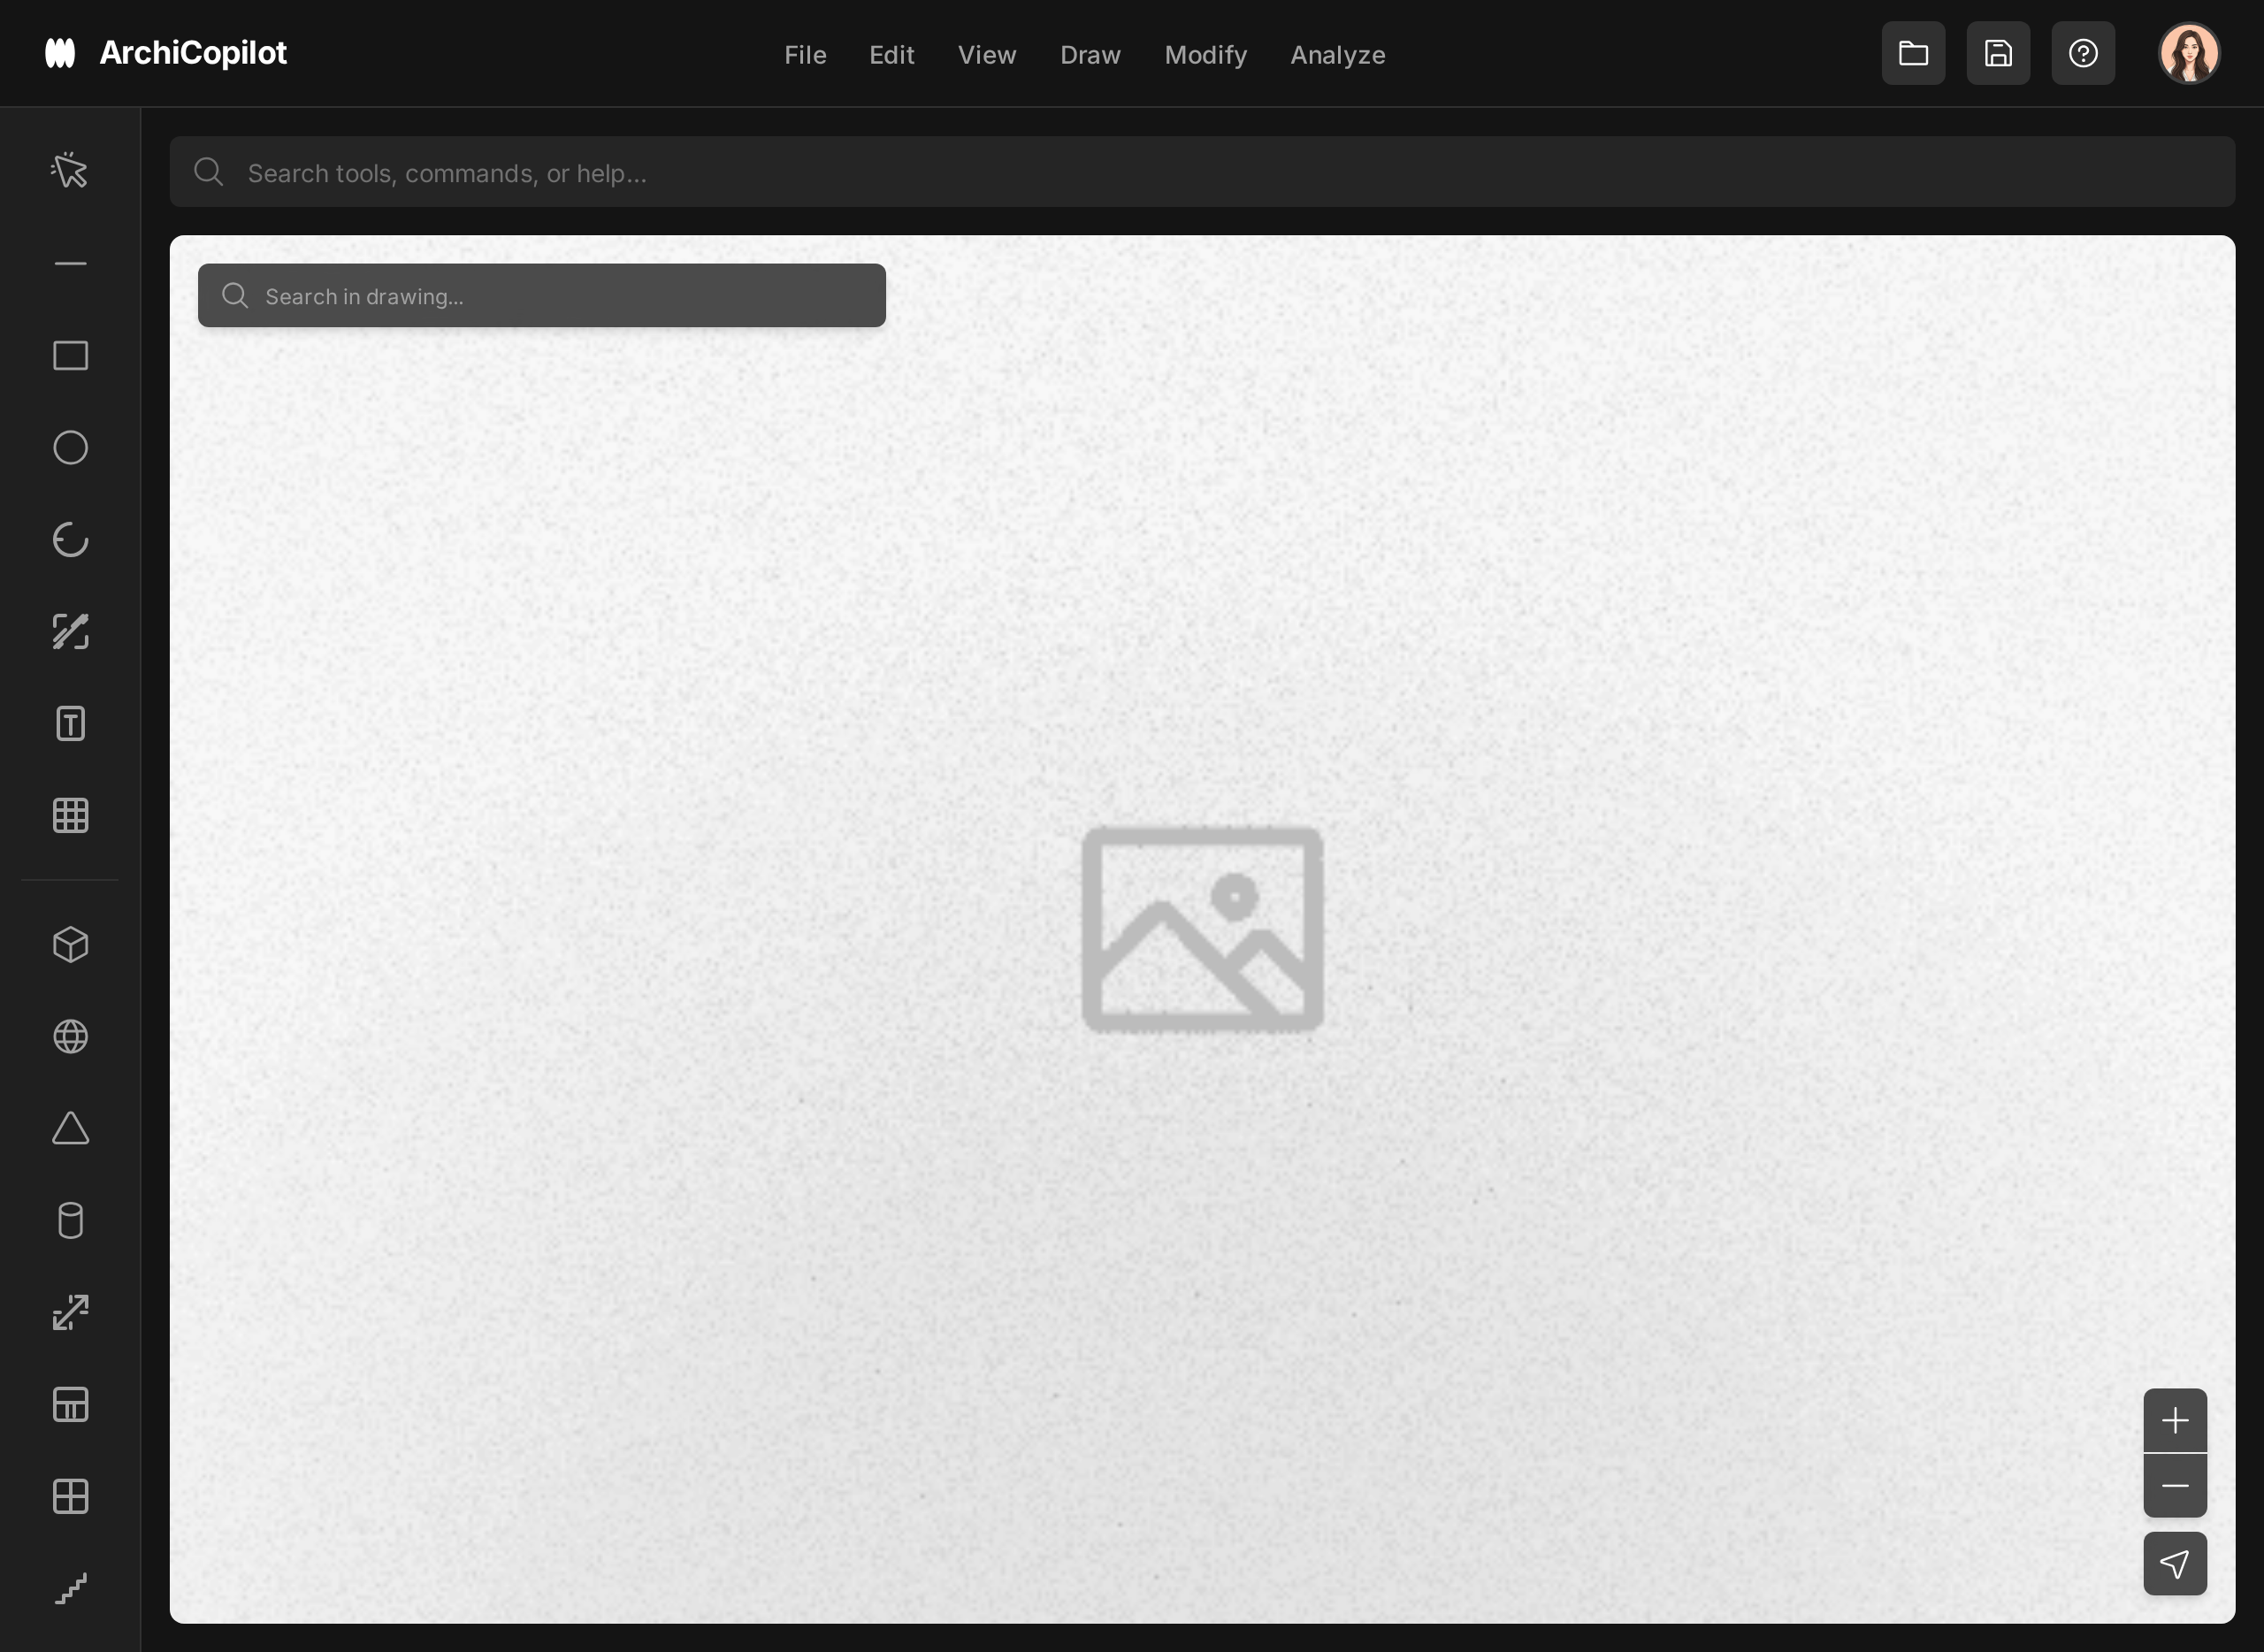 ArchiCopilot
File
Edit
View
Draw
Modify
Analyze
Search tools, commands, or help...
Search in drawing...
T